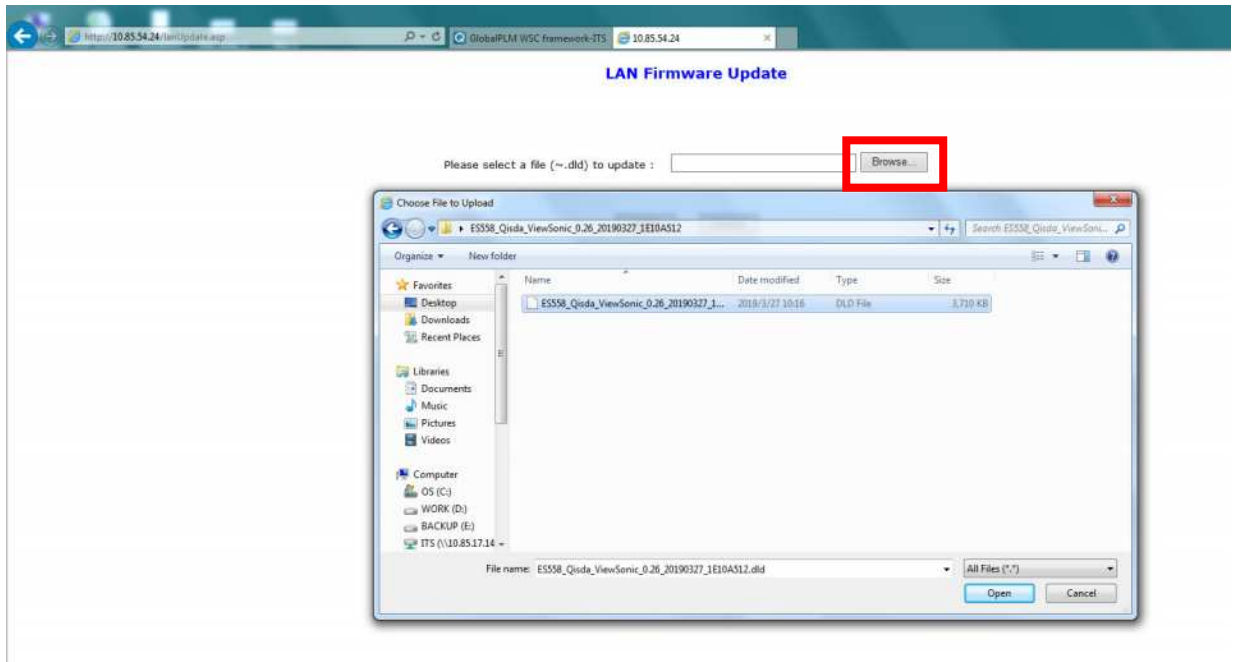 http://10.85.54.24/lanUpdate.asp
GlobalPLM WSC framework-ITS
10.85.54.24
LAN Firmware Update
Please select a file (~.dld) to update :
Browse...
Choose File to Upload
ES558_Qisda_ViewSonic_0.26_20190327_1E10A512
Search ES558_Qisda_ViewSoni...
Organize
New folder
Name Date modified Type Size
ES558_Qisda_ViewSonic_0.26_20190327_1... 2019/3/27 10:16 DLD File 3,710 KB
Favorites
Desktop
Downloads
Recent Places
Libraries
Documents
Music
Pictures
Videos
Computer
OS (C:)
WORK (D:)
BACKUP (E:)
ITS (\\10.85.17.14
File name: ES558_Qisda_ViewSonic_0.26_20190327_1E10A512.dld
All Files (*.*)
Open
Cancel